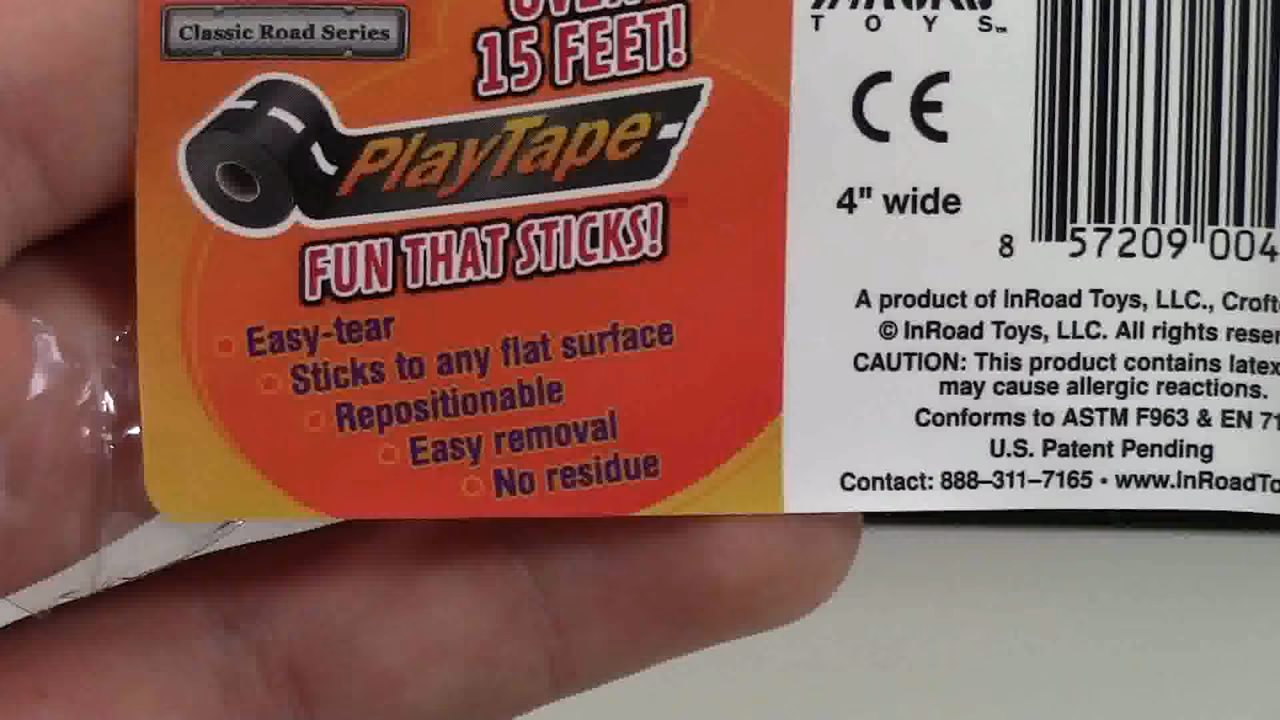 Classic Road Series
15 FEET!
PlayTape
FUN THAT STICKS!
Easy-tear
Sticks to any flat surface
Repositionable
Easy removal
No residue
TOYS℠
CE
4" wide
8 57209 004
A product of InRoad Toys, LLC., Croft
© InRoad Toys, LLC. All rights reser
CAUTION: This product contains latex
may cause allergic reactions.
Conforms to ASTM F963 & EN 71
U.S. Patent Pending
Contact: 888–311–7165 • www.InRoadTo